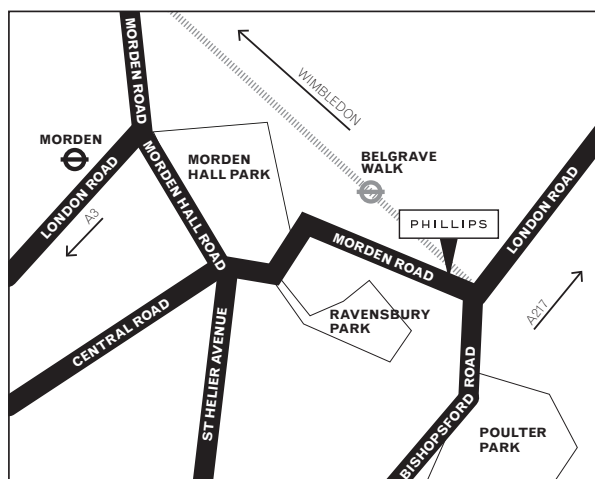 MORDEN ROAD
WIMBLEDON
MORDEN
LONDON ROAD
A3
MORDEN HALL ROAD
MORDEN
HALL PARK
BELGRAVE
WALK
PHILLIPS
LONDON ROAD
MORDEN ROAD
A217
CENTRAL ROAD
ST HELIER AVENUE
RAVENSBURY
PARK
BISHOPSFORD ROAD
POULTER
PARK